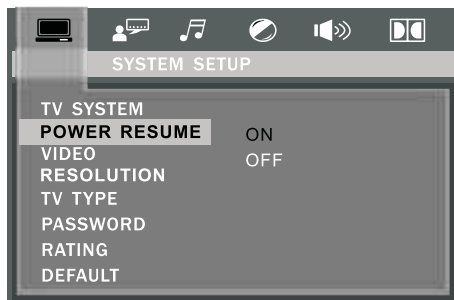 SYSTEM SETUP
TV SYSTEM
POWER RESUME ON
VIDEO OFF
RESOLUTION
TV TYPE
PASSWORD
RATING
DEFAULT